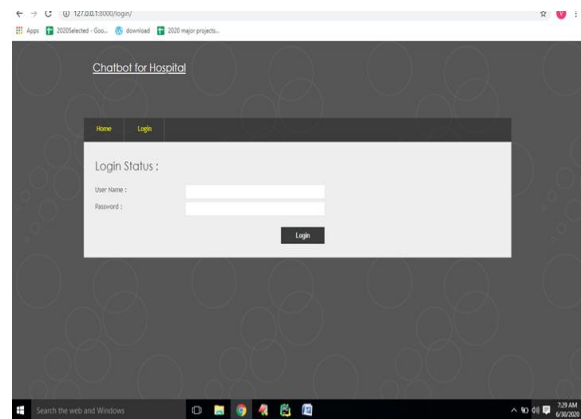 127.0.0.1:8000/login/
Apps 2020Selected - Goo... download 2020 major projects...
Chatbot for Hospital
Home Login
Login Status :
User Name :
Password :
Login
Search the web and Windows
7:29 AM
6/30/2020